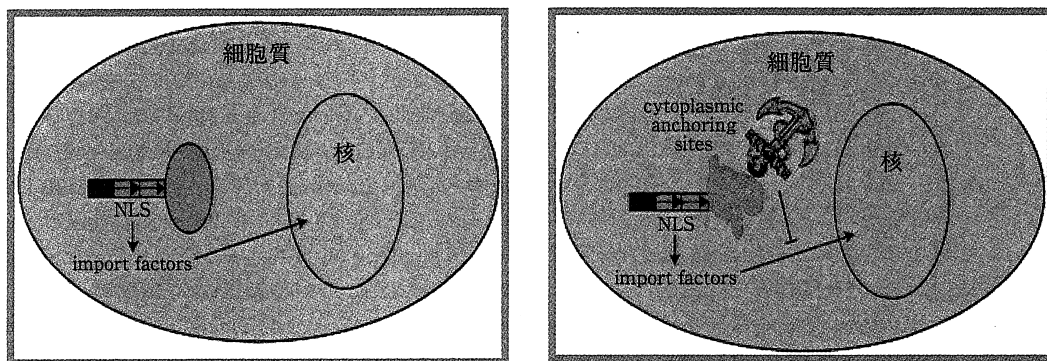 細胞質
核
NLS
import factors
細胞質
cytoplasmic
anchoring
sites
核
NLS
import factors